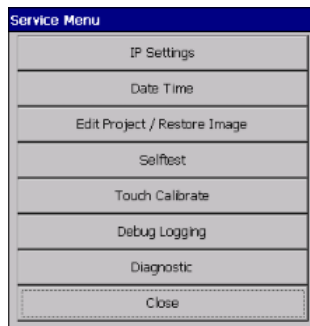 Service Menu
IP Settings
Date Time
Edit Project / Restore Image
Selftest
Touch Calibrate
Debug Logging
Diagnostic
Close